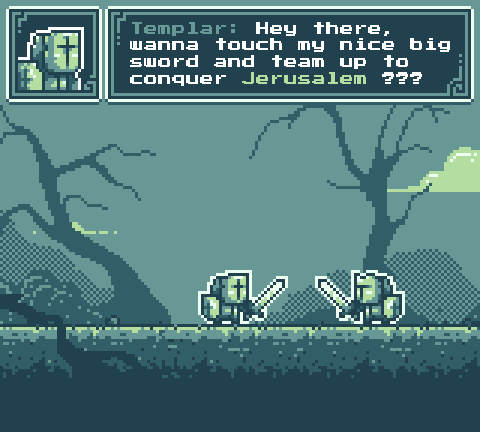 Templar: Hey there,
wanna touch my nice big
sword and team up to
conquer Jerusalem ???